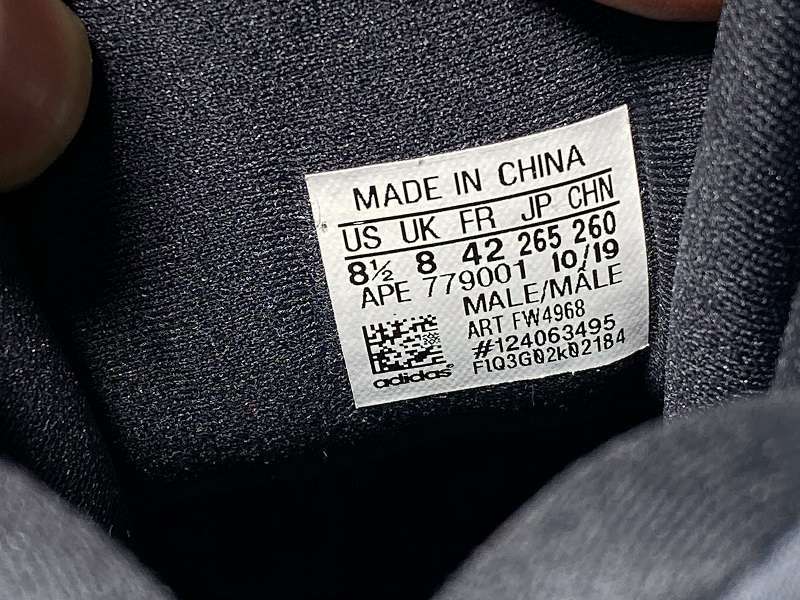 MADE IN CHINA
US UK FR JP CHN
8½ 8 42 265 260
APE 779001 10/19
MALE/MÂLE
ART FW4968
#124063495
F1Q3G02k02184
adidas®